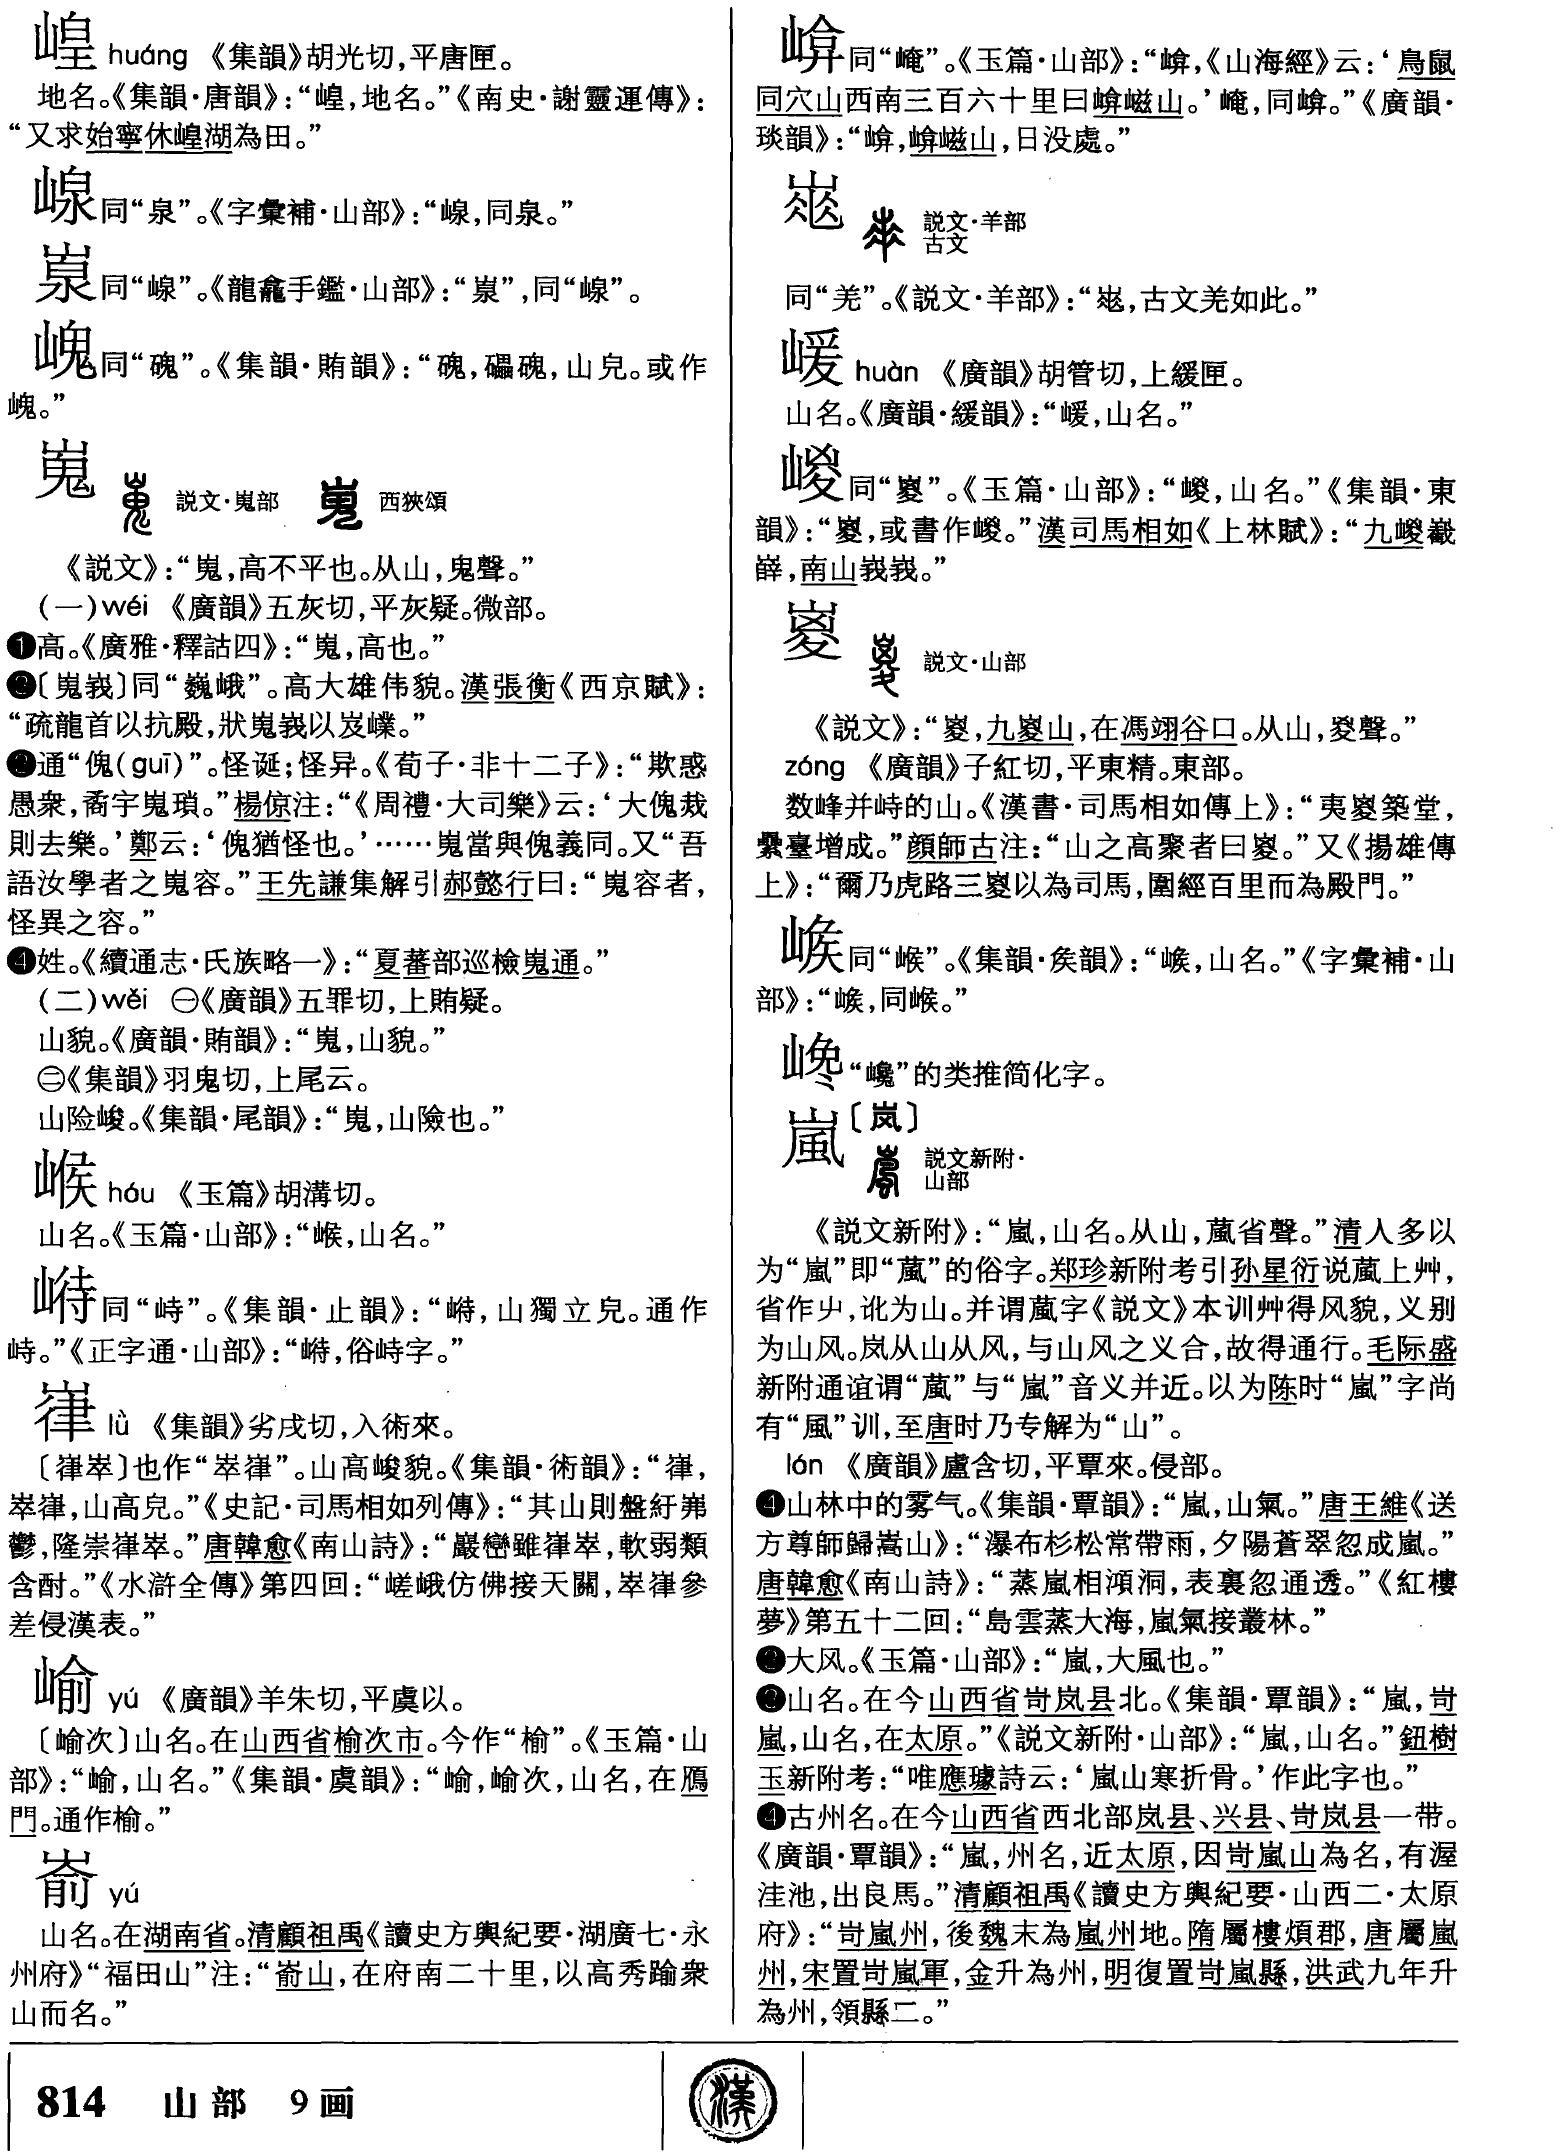 崲 huáng 《集韻》胡光切,平唐匣。
地名。《集韻·唐韻》:“崲,地名。”《南史·謝靈運傳》:
“又求始寧休崲湖為田。”
㟫同“泉”。《字彙補·山部》:“㟫,同泉。”
同“㟫”。《龍龕手鑑·山部》:“”,同“㟫”。
同“磈”。《集韻·賄韻》:“磈,礧磈,山皃。或作
。”
嵬 説文·嵬部 西狹頌
《説文》:“嵬,高不平也。从山,鬼聲。”
(一)wéi 《廣韻》五灰切,平灰疑。微部。
❶高。《廣雅·釋詁四》:“嵬,高也。”
❷〔嵬峩〕同“巍峨”。高大雄伟貌。漢張衡《西京賦》:
“疏龍首以抗殿,狀嵬峩以岌嶫。”
❸通“傀(guī)”。怪诞;怪异。《荀子·非十二子》:“欺惑
愚衆,矞宇嵬瑣。”楊倞注:“《周禮·大司樂》云:‘大傀烖
則去樂。’鄭云:‘傀猶怪也。’……嵬當與傀義同。又“吾
語汝學者之嵬容。”王先謙集解引郝懿行曰:“嵬容者,
怪異之容。”
❹姓。《續通志·氏族略一》:“夏蕃部巡檢嵬通。”
(二)wěi ㊀《廣韻》五罪切,上賄疑。
山貌。《廣韻·賄韻》:“嵬,山貌。”
㊁《集韻》羽鬼切,上尾云。
山险峻。《集韻·尾韻》:“嵬,山險也。”
㟅 hóu 《玉篇》胡溝切。
山名。《玉篇·山部》:“,山名。”
同“峙”。《集韻·止韻》:“,山獨立皃。通作
峙。”《正字通·山部》:“,俗峙字。”
嵂 lǜ 《集韻》劣戌切,入術來。
〔嵂崒〕也作“崒嵂”。山高峻貌。《集韻·術韻》:“嵂,
崒嵂,山高皃。”《史記·司馬相如列傳》:“其山則盤紆岪
鬱,隆崇嵂崒。”唐韓愈《南山詩》:“巖巒雖嵂崒,軟弱類
含酎。”《水滸全傳》第四回:“嵯峨仿佛接天關,崒嵂參
差侵漢表。”
崳 yú 《廣韻》羊朱切,平虞以。
〔崳次〕山名。在山西省榆次市。今作“榆”。《玉篇·山
部》:“崳,山名。”《集韻·虞韻》:“崳,崳次,山名,在鴈
門。通作榆。”
嵛 yú
山名。在湖南省。清顧祖禹《讀史方輿紀要·湖廣七·永
州府》“福田山”注:“嵛山,在府南二十里,以高秀踰衆
山而名。”
㟏同“崦”。《玉篇·山部》:“㟏,《山海經》云:‘鳥鼠
同穴山西南三百六十里曰㟏嵫山。’崦,同㟏。”《廣韻·
琰韻》:“㟏,㟏嵫山,日没處。”
説文·羊部
古文
同“羌”。《説文·羊部》:“,古文羌如此。”
嵈 huàn 《廣韻》胡管切,上緩匣。
山名。《廣韻·緩韻》:“嵈,山名。”
嵕同“嵏”。《玉篇·山部》:“嵕,山名。”《集韻·東
韻》:“嵏,或書作嵕。”漢司馬相如《上林賦》:“九嵕嶻
嶭,南山峩峩。”
嵏 説文·山部
《説文》:“嵏,九嵏山,在馮翊谷口。从山,㚇聲。”
zōng 《廣韻》子紅切,平東精。東部。
数峰并峙的山。《漢書·司馬相如傳上》:“夷嵏築堂,
纍臺增成。”顔師古注:“山之高聚者曰嵏。”又《揚雄傳
上》:“爾乃虎路三嵏以為司馬,圍經百里而為殿門。”
同“”。《集韻·矦韻》:“,山名。”《字彙補·山
部》:“,同。”
“巉”的类推简化字。
嵐〔岚〕 説文新附·
山部
《説文新附》:“嵐,山名。从山,葻省聲。”清人多以
为“嵐”即“葻”的俗字。郑珍新附考引孙星衍说葻上艸,
省作屮,讹为山。并谓葻字《説文》本训艸得风貌,义别
为山风。岚从山从风,与山风之义合,故得通行。毛际盛
新附通谊谓“葻”与“嵐”音义并近。以为陈时“嵐”字尚
有“風”训,至唐时乃专解为“山”。
lán 《廣韻》盧含切,平覃來。侵部。
❶山林中的雾气。《集韻·覃韻》:“嵐,山氣。”唐王維《送
方尊師歸嵩山》:“瀑布杉松常帶雨,夕陽蒼翠忽成嵐。”
唐韓愈《南山詩》:“蒸嵐相澒洞,表裏忽通透。”《紅樓
夢》第五十二回:“島雲蒸大海,嵐氣接叢林。”
❷大风。《玉篇·山部》:“嵐,大風也。”
❸山名。在今山西省岢岚县北。《集韻·覃韻》:“嵐,岢
嵐,山名,在太原。”《説文新附·山部》:“嵐,山名。”鈕樹
玉新附考:“唯應璩詩云:‘嵐山寒折骨。’作此字也。”
❹古州名。在今山西省西北部岚县、兴县、岢岚县一带。
《廣韻·覃韻》:“嵐,州名,近太原,因岢嵐山為名,有渥
洼池,出良馬。”清顧祖禹《讀史方輿紀要·山西二·太原
府》:“岢嵐州,後魏末為嵐州地。隋屬樓煩郡,唐屬嵐
州,宋置岢嵐軍,金升為州,明復置岢嵐縣,洪武九年升
為州,領縣二。”
814 山部 9画
漢